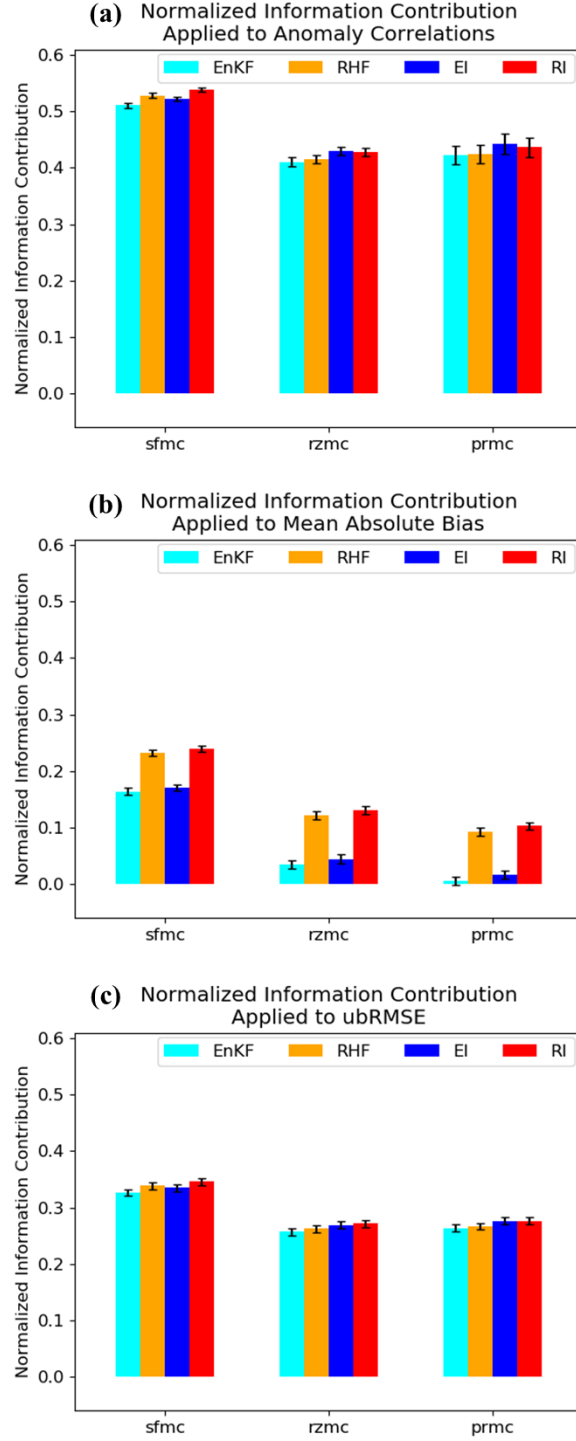 (a) Normalized Information Contribution
Applied to Anomaly Correlations
EnKF RHF EI RI
0.6
0.5
0.4
0.3
0.2
0.1
0.0
Normalized Information Contribution
sfmc rzmc prmc
(b) Normalized Information Contribution
Applied to Mean Absolute Bias
EnKF RHF EI RI
0.6
0.5
0.4
0.3
0.2
0.1
0.0
Normalized Information Contribution
sfmc rzmc prmc
(c) Normalized Information Contribution
Applied to ubRMSE
EnKF RHF EI RI
0.6
0.5
0.4
0.3
0.2
0.1
0.0
Normalized Information Contribution
sfmc rzmc prmc